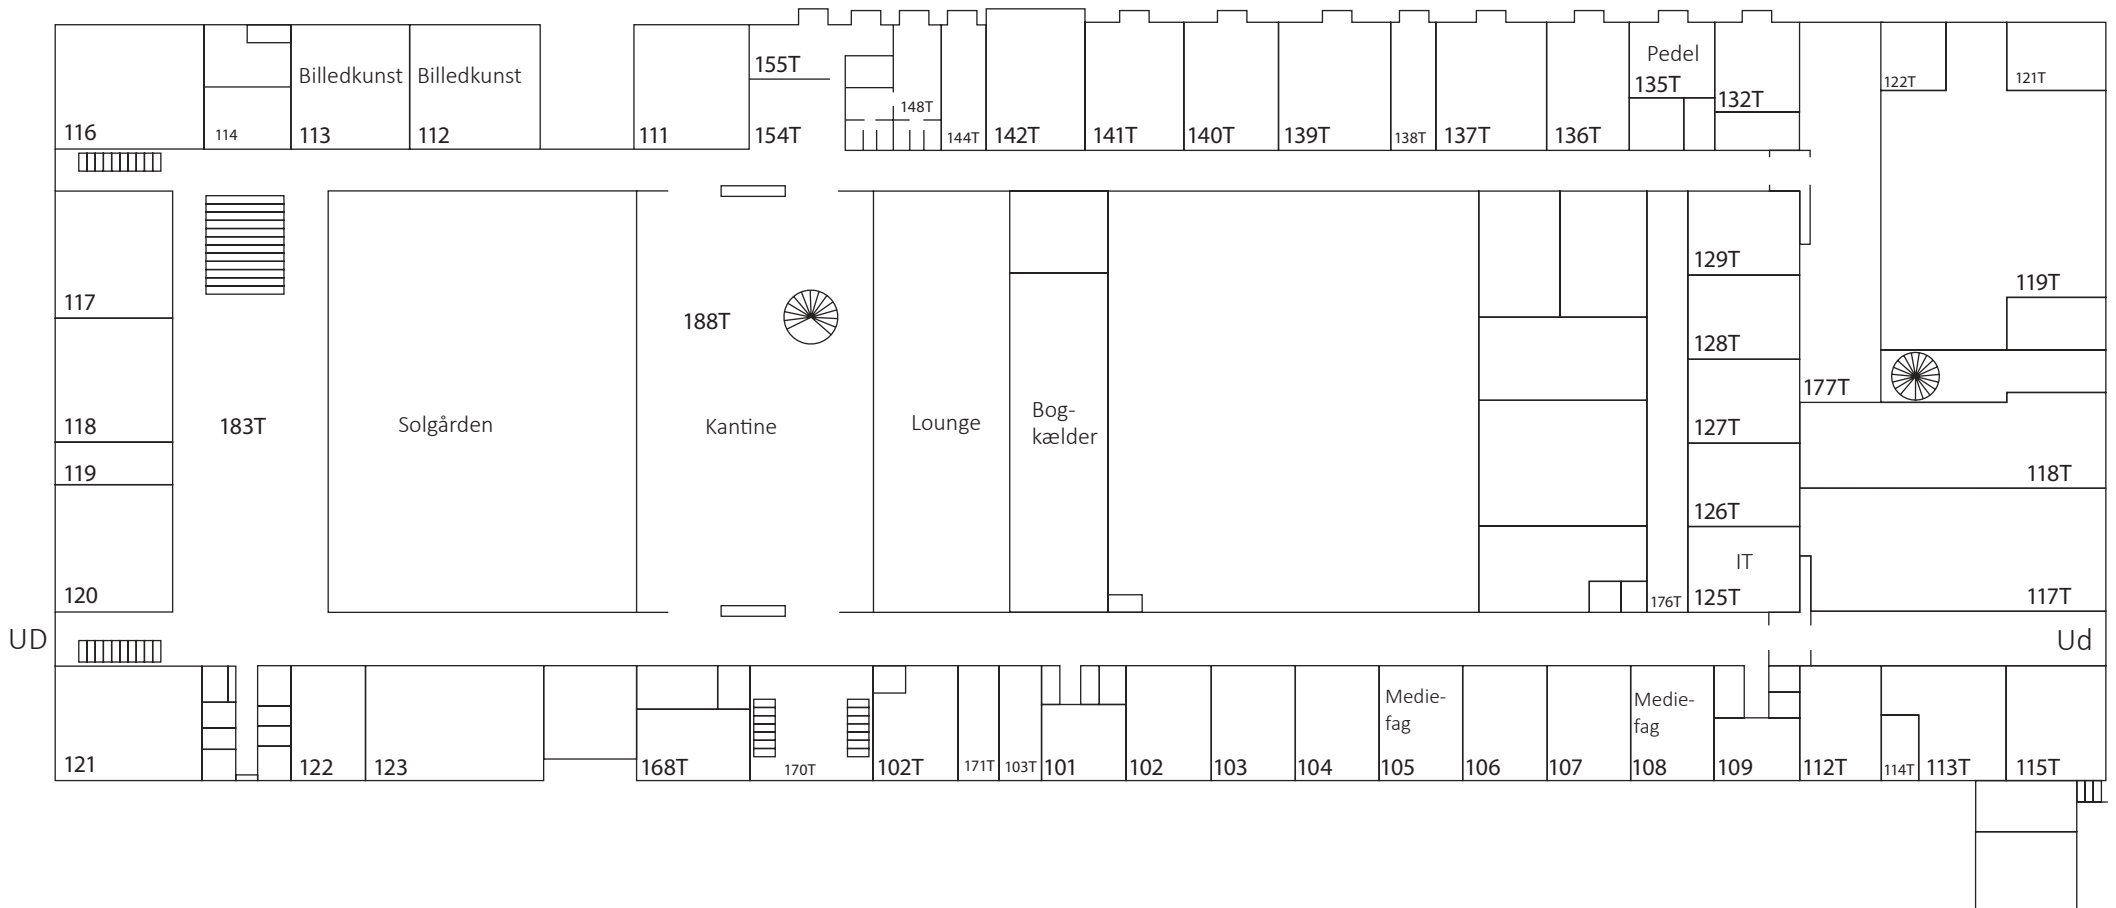 Billedkunst
Billedkunst
155T
Pedel
135T
132T
122T
121T
116
114
113
112
111
154T
148T
144T
142T
141T
140T
139T
138T
137T
136T
117
188T
129T
119T
128T
177T
118
183T
Solgården
Kantine
Lounge
Bog-
kælder
127T
119
118T
126T
IT
120
176T
125T
117T
UD
Ud
Medie-
fag
Medie-
fag
121
122
123
168T
170T
102T
171T
103T
101
102
103
104
105
106
107
108
109
112T
114T
113T
115T